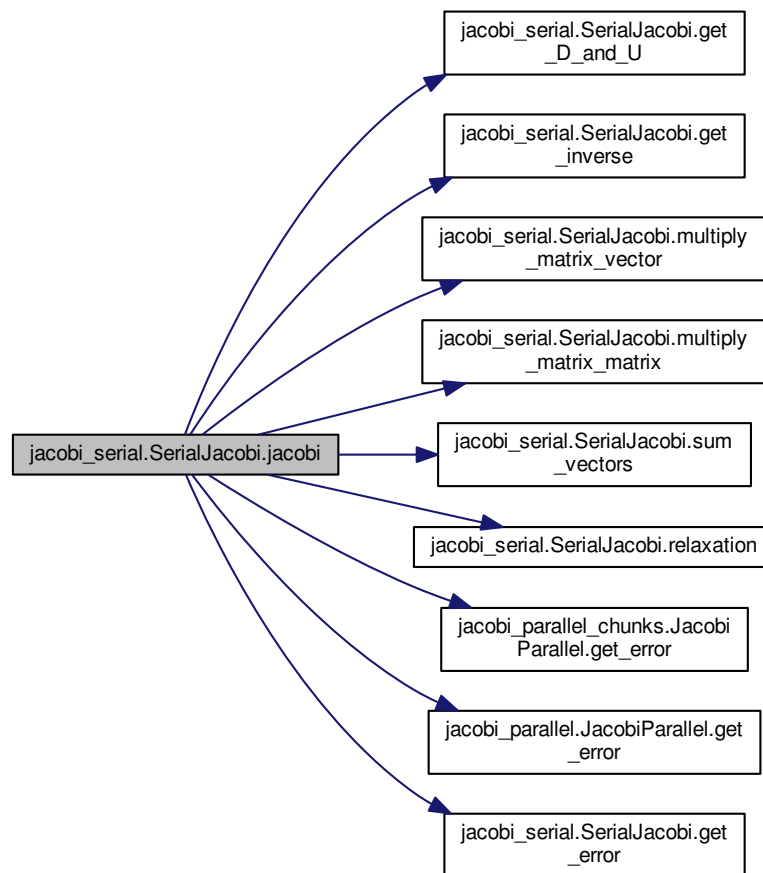 jacobi_serial.SerialJacobi.get
_D_and_U
jacobi_serial.SerialJacobi.get
_inverse
jacobi_serial.SerialJacobi.multiply
_matrix_vector
jacobi_serial.SerialJacobi.multiply
_matrix_matrix
jacobi_serial.SerialJacobi.jacobi
jacobi_serial.SerialJacobi.sum
_vectors
jacobi_serial.SerialJacobi.relaxation
jacobi_parallel_chunks.Jacobi
Parallel.get_error
jacobi_parallel.JacobiParallel.get
_error
jacobi_serial.SerialJacobi.get
_error